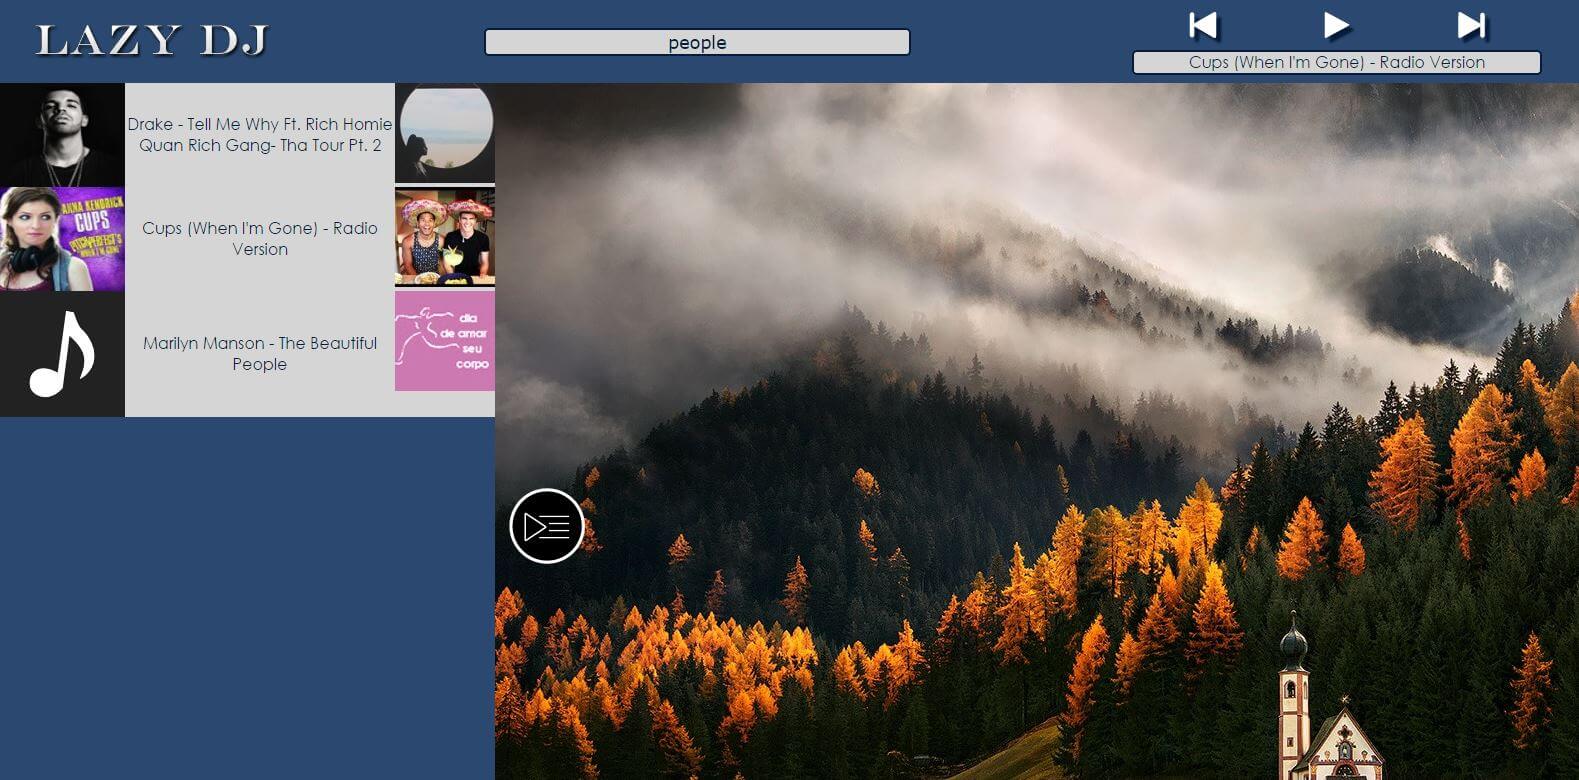 LAZY DJ
people
Cups (When I'm Gone) - Radio Version
Drake - Tell Me Why Ft. Rich Homie
Quan Rich Gang- Tha Tour Pt. 2
ANNA KENDRICK
CUPS
PITCH PERFECT'S
WHEN I'M GONE
Cups (When I'm Gone) - Radio
Version
Marilyn Manson - The Beautiful
People
dia
de amar
seu
corpo